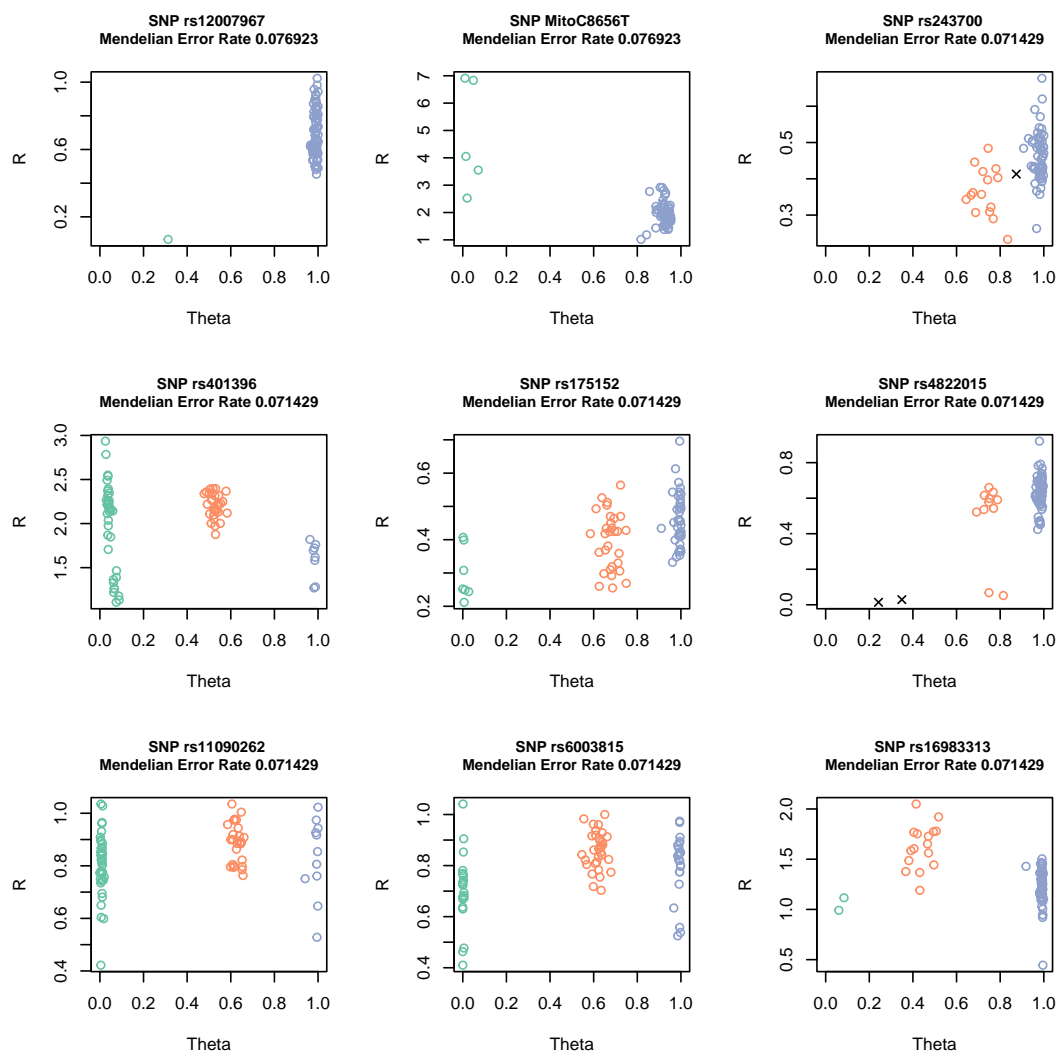 SNP rs12007967
Mendelian Error Rate 0.076923
R
1.0
0.6
0.2
0.0 0.2 0.4 0.6 0.8 1.0
Theta
SNP MitoC8656T
Mendelian Error Rate 0.076923
R
7
6
5
4
3
2
1
0.0 0.2 0.4 0.6 0.8 1.0
Theta
SNP rs243700
Mendelian Error Rate 0.071429
R
0.5
0.3
0.0 0.2 0.4 0.6 0.8 1.0
Theta
SNP rs401396
Mendelian Error Rate 0.071429
R
3.0
2.5
2.0
1.5
0.0 0.2 0.4 0.6 0.8 1.0
Theta
SNP rs175152
Mendelian Error Rate 0.071429
R
0.6
0.4
0.2
0.0 0.2 0.4 0.6 0.8 1.0
Theta
SNP rs4822015
Mendelian Error Rate 0.071429
R
0.8
0.4
0.0
0.0 0.2 0.4 0.6 0.8 1.0
Theta
SNP rs11090262
Mendelian Error Rate 0.071429
R
1.0
0.8
0.6
0.4
0.0 0.2 0.4 0.6 0.8 1.0
Theta
SNP rs6003815
Mendelian Error Rate 0.071429
R
1.0
0.8
0.6
0.4
0.0 0.2 0.4 0.6 0.8 1.0
Theta
SNP rs16983313
Mendelian Error Rate 0.071429
R
2.0
1.5
1.0
0.5
0.0 0.2 0.4 0.6 0.8 1.0
Theta